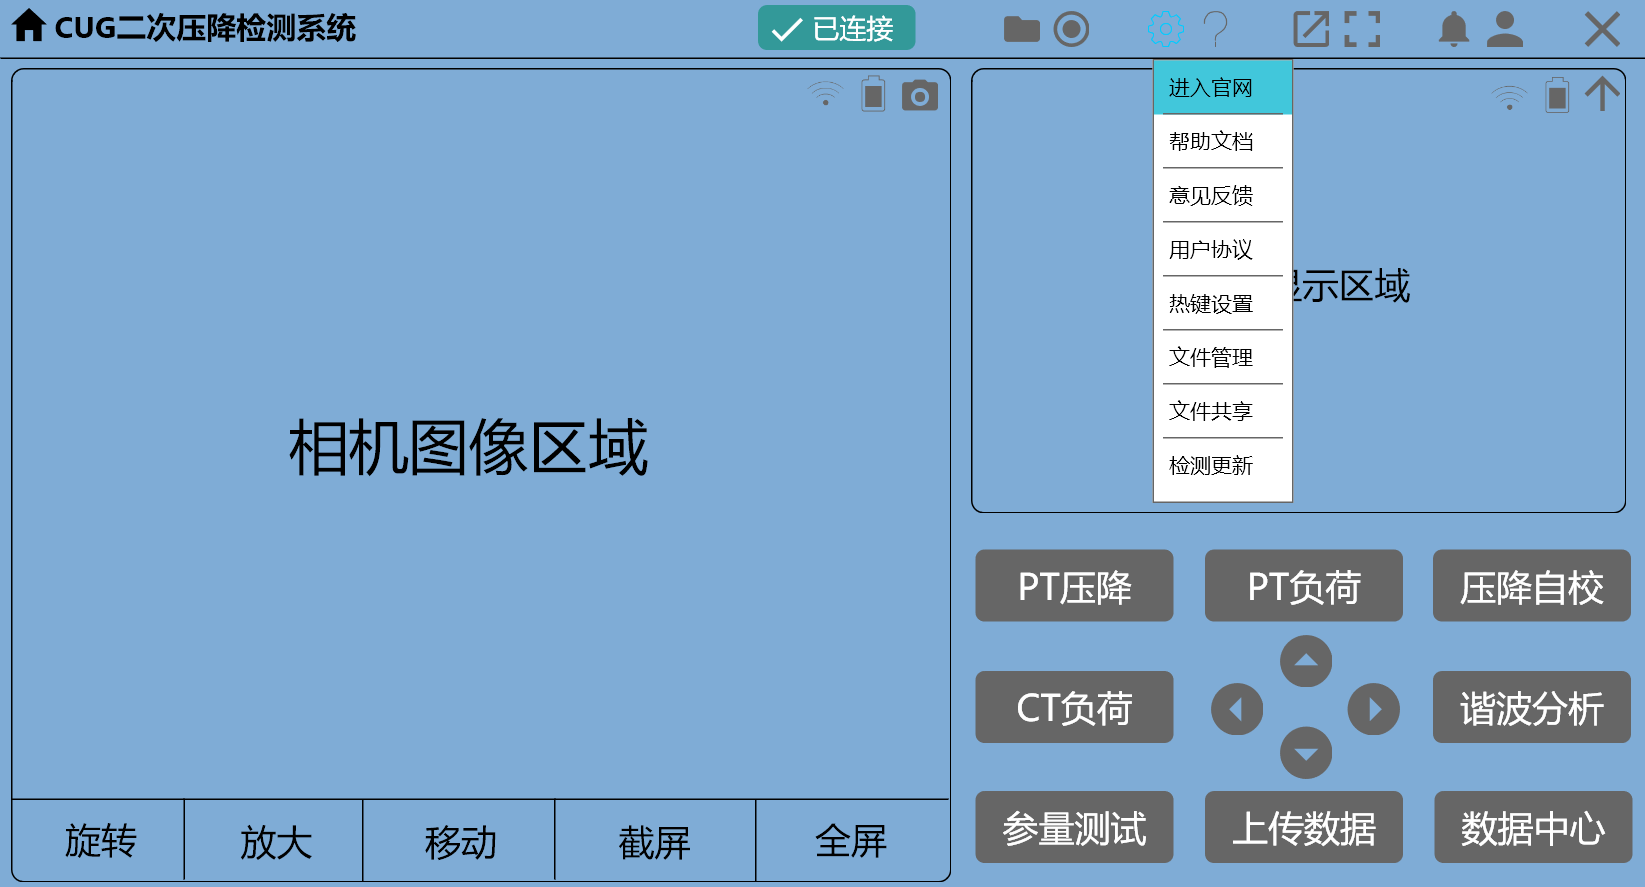 CUG二次压降检测系统
已连接
进入官网
帮助文档
意见反馈
用户协议
热键设置
文件管理
文件共享
检测更新
示区域
相机图像区域
旋转
放大
移动
截屏
全屏
PT压降
PT负荷
压降自校
CT负荷
谐波分析
参量测试
上传数据
数据中心